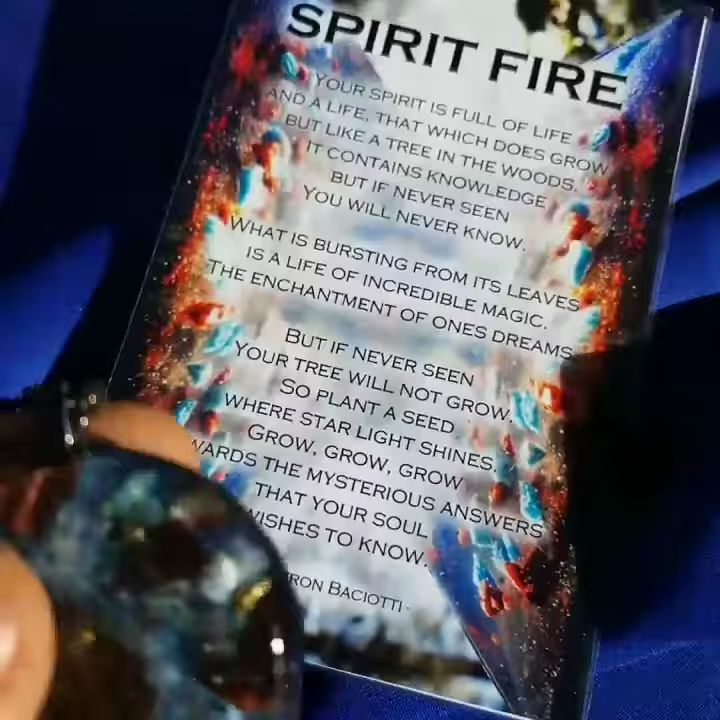 SPIRIT FIRE
YOUR SPIRIT IS FULL OF LIFE
AND A LIFE, THAT WHICH DOES GROW
BUT LIKE A TREE IN THE WOODS,
IT CONTAINS KNOWLEDGE
BUT IF NEVER SEEN
YOU WILL NEVER KNOW.
WHAT IS BURSTING FROM ITS LEAVES
IS A LIFE OF INCREDIBLE MAGIC.
THE ENCHANTMENT OF ONES DREAMS
BUT IF NEVER SEEN
YOUR TREE WILL NOT GROW.
SO PLANT A SEED
WHERE STAR LIGHT SHINES.
GROW, GROW, GROW
WARDS THE MYSTERIOUS ANSWERS
THAT YOUR SOUL
WISHES TO KNOW.
RON BACIOTTI -